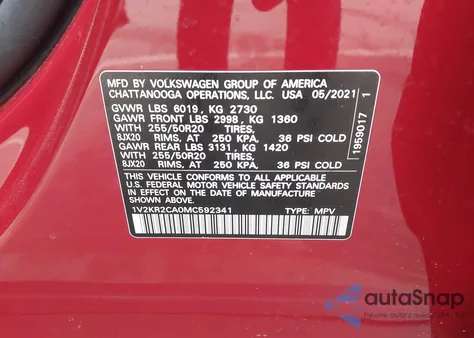 MFD BY VOLKSWAGEN GROUP OF AMERICA
CHATTANOOGA OPERATIONS, LLC. USA 05/2021
GVWR LBS 6019, KG 2730
GAWR FRONT LBS 2998, KG 1360
WITH 255/50R20 TIRES,
8JX20 RIMS, AT 250 KPA, 36 PSI COLD
GAWR REAR LBS 3131, KG 1420
WITH 255/50R20 TIRES,
8JX20 RIMS, AT 250 KPA, 36 PSI COLD
THIS VEHICLE CONFORMS TO ALL APPLICABLE
U.S. FEDERAL MOTOR VEHICLE SAFETY STANDARDS
IN EFFECT ON THE DATE OF MANUFACTURE
SHOWN ABOVE.
1V2KR2CA0MC592341 TYPE: MPV
1959017 1
autoSnap
Pewne auto z dowozem